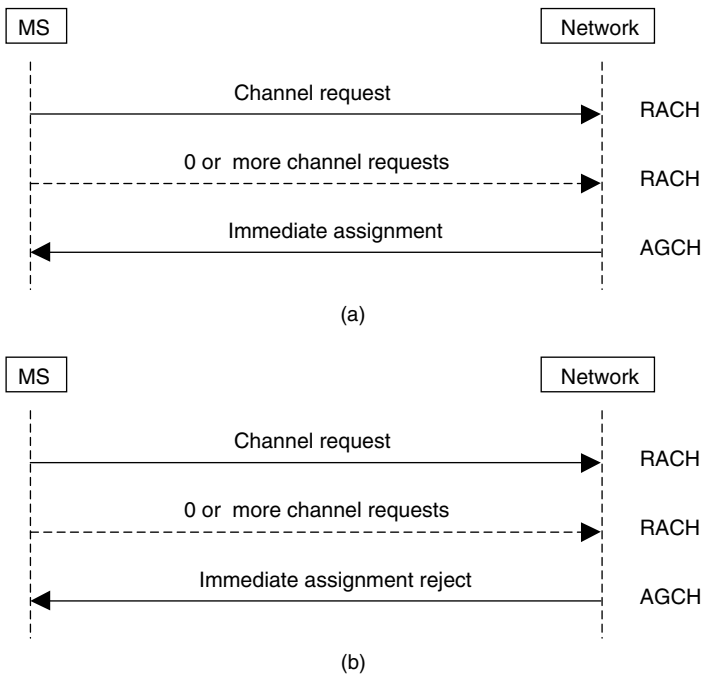 MS
Network
Channel request
RACH
0 or more channel requests
RACH
Immediate assignment
AGCH
(a)
MS
Network
Channel request
RACH
0 or more channel requests
RACH
Immediate assignment reject
AGCH
(b)